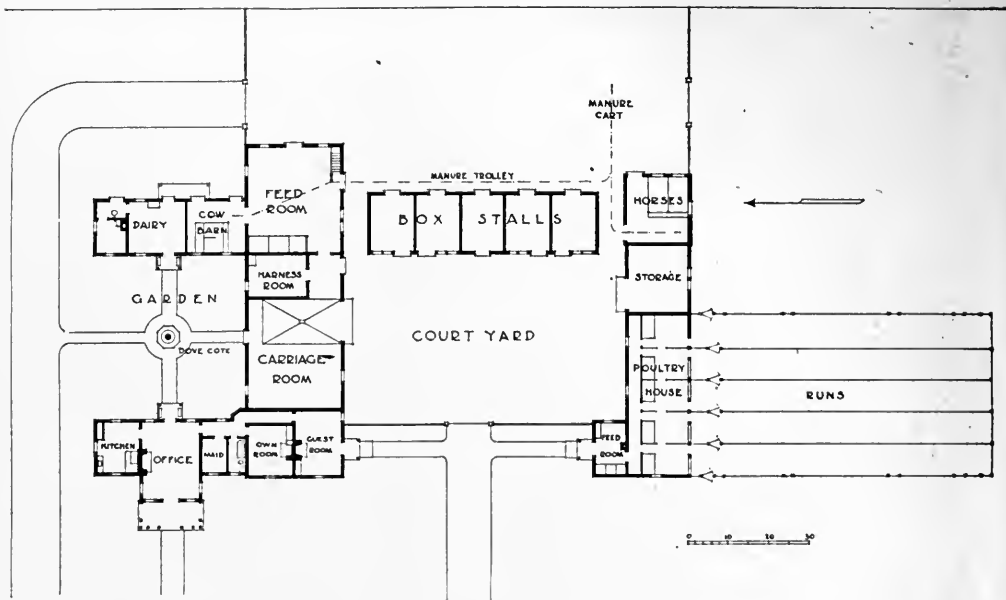 MANURE
CART
MANURE TROLLEY
FEED
ROOM
HORSES
BOX STALLS
DAIRY
COW
BARN
HARNESS
ROOM
STORAGE
GARDEN
COURT YARD
DOVE COTE
CARRIAGE
ROOM
POULTRY
HOUSE
RUNS
KITCHEN
OFFICE
MAID
OWN
ROOM
GUEST
ROOM
FEED
ROOM
0 10 20 30